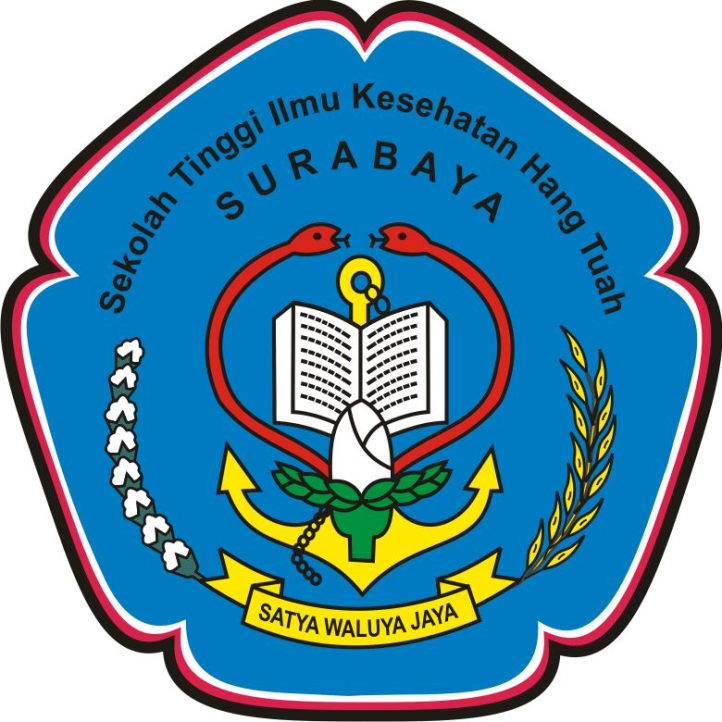 Sekolah Tinggi Ilmu Kesehatan Hang Tuah
SURABAYA
SATYA WALUYA JAYA